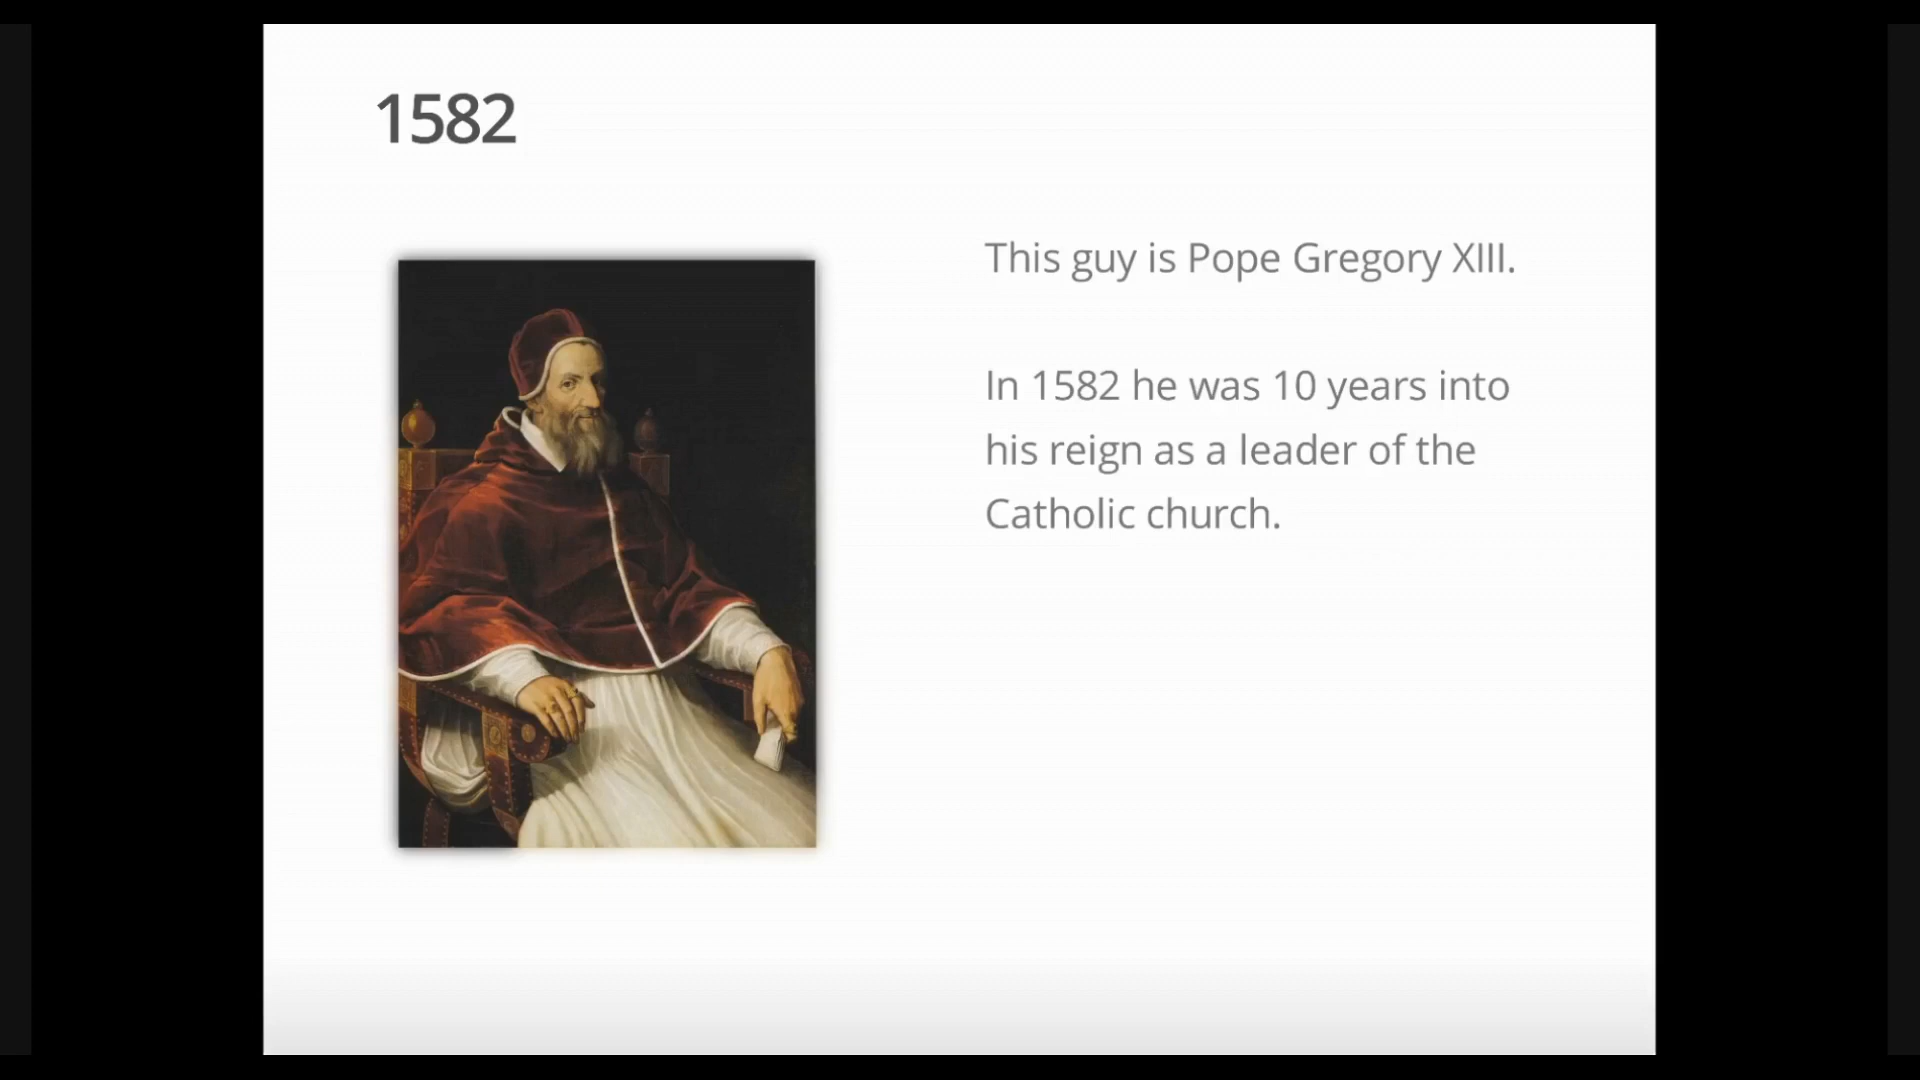 1582
This guy is Pope Gregory XIII.
In 1582 he was 10 years into
his reign as a leader of the
Catholic church.